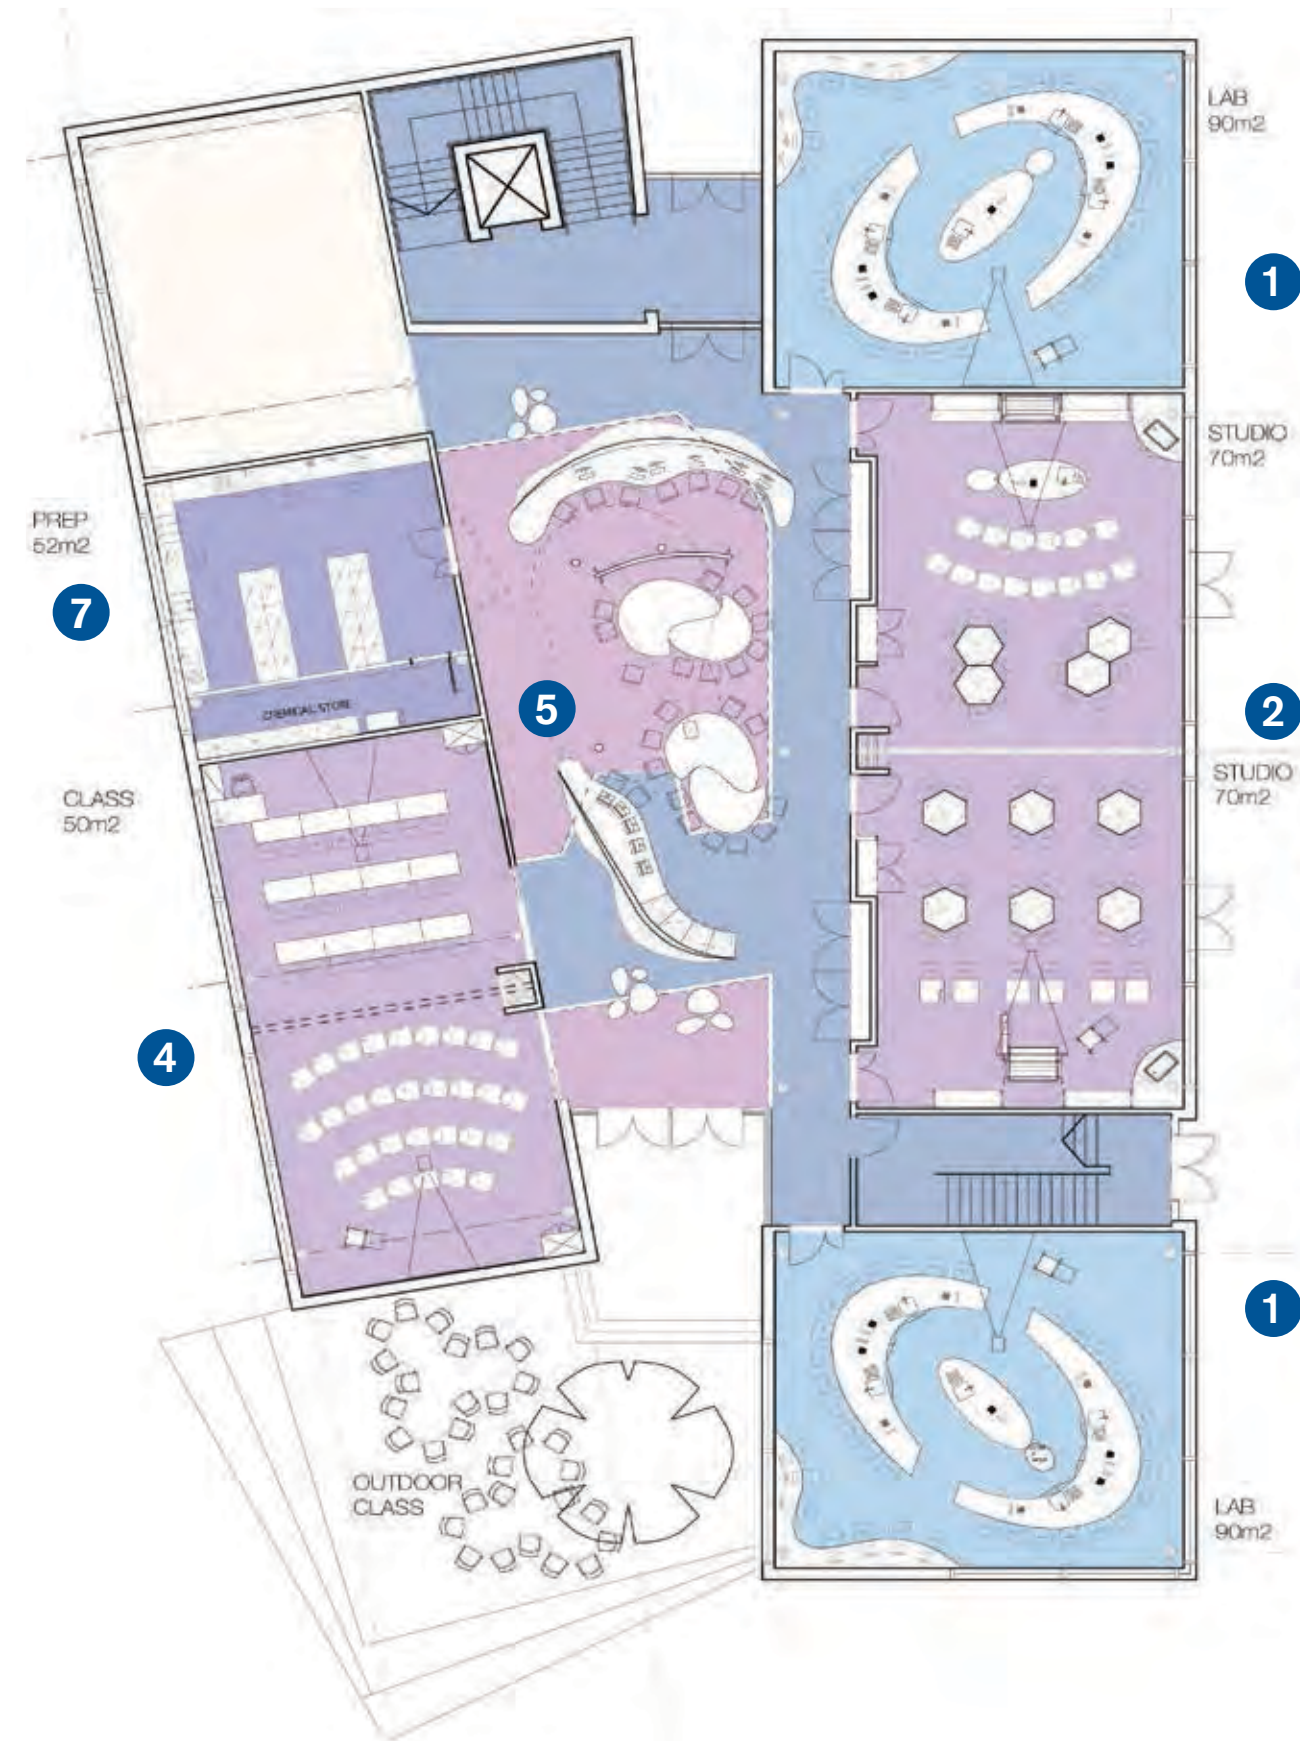 LAB
90m2
1
STUDIO
70m2
PREP
52m2
7
CHEMICAL STORE
5
2
STUDIO
70m2
CLASS
50m2
4
1
OUTDOOR
CLASS
LAB
90m2